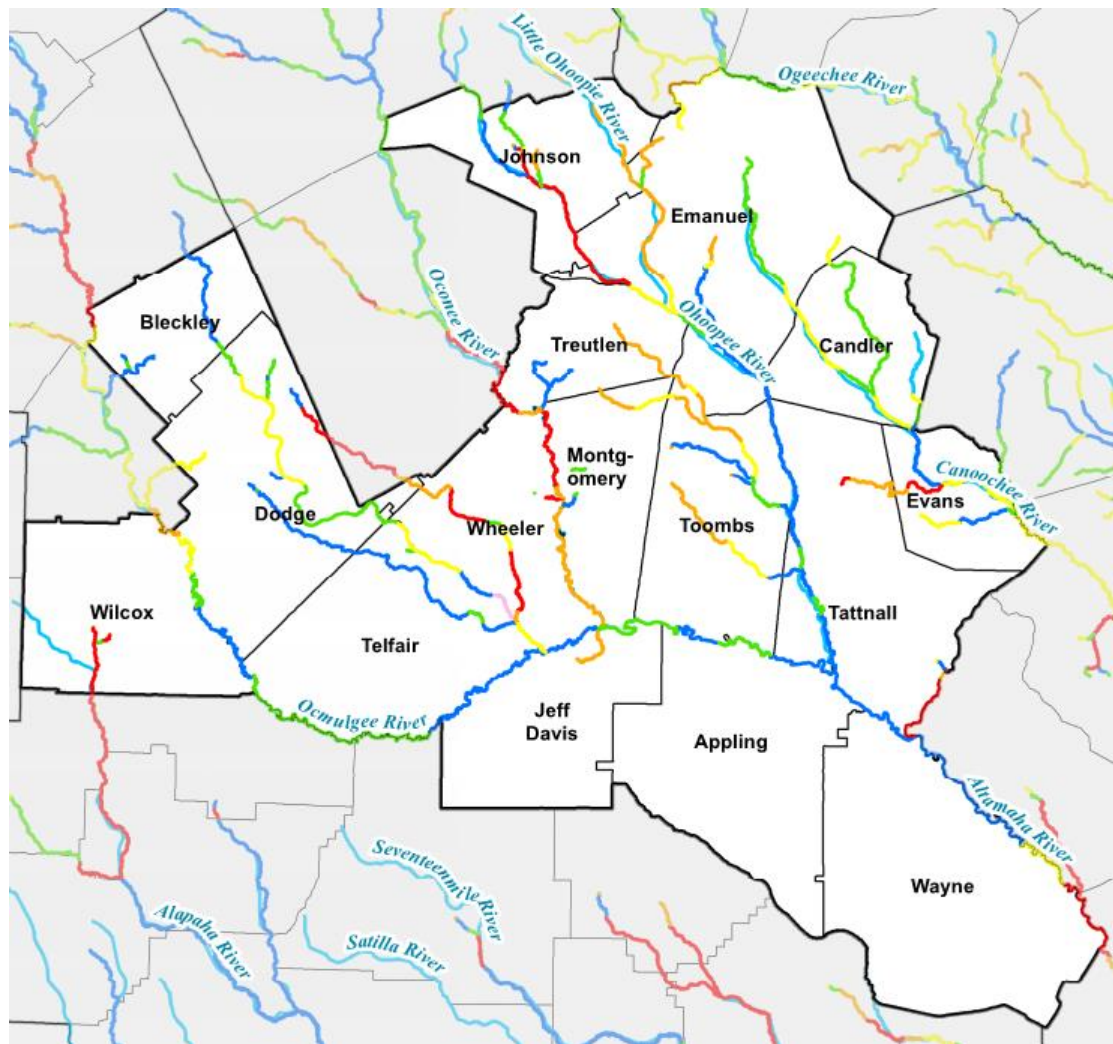 Little Ohoopie River
Ogeechee River
Johnson
Emanuel
Oconee River
Bleckley
Ohoopee River
Treutlen
Candler
Montg-
omery
Canoochee River
Evans
Dodge
Wheeler
Toombs
Wilcox
Tattnall
Telfair
Ocmulgee River
Jeff
Davis
Appling
Altamaha River
Seventeenmile River
Wayne
Alapaha River
Satilla River